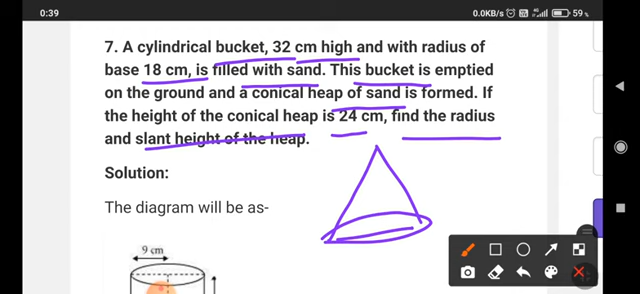 0:39 0.0KB/s 4G 59%
7. A cylindrical bucket, 32 cm high and with radius of
base 18 cm, is filled with sand. This bucket is emptied
on the ground and a conical heap of sand is formed. If
the height of the conical heap is 24 cm, find the radius
and slant height of the heap.
Solution:
The diagram will be as-
9 cm